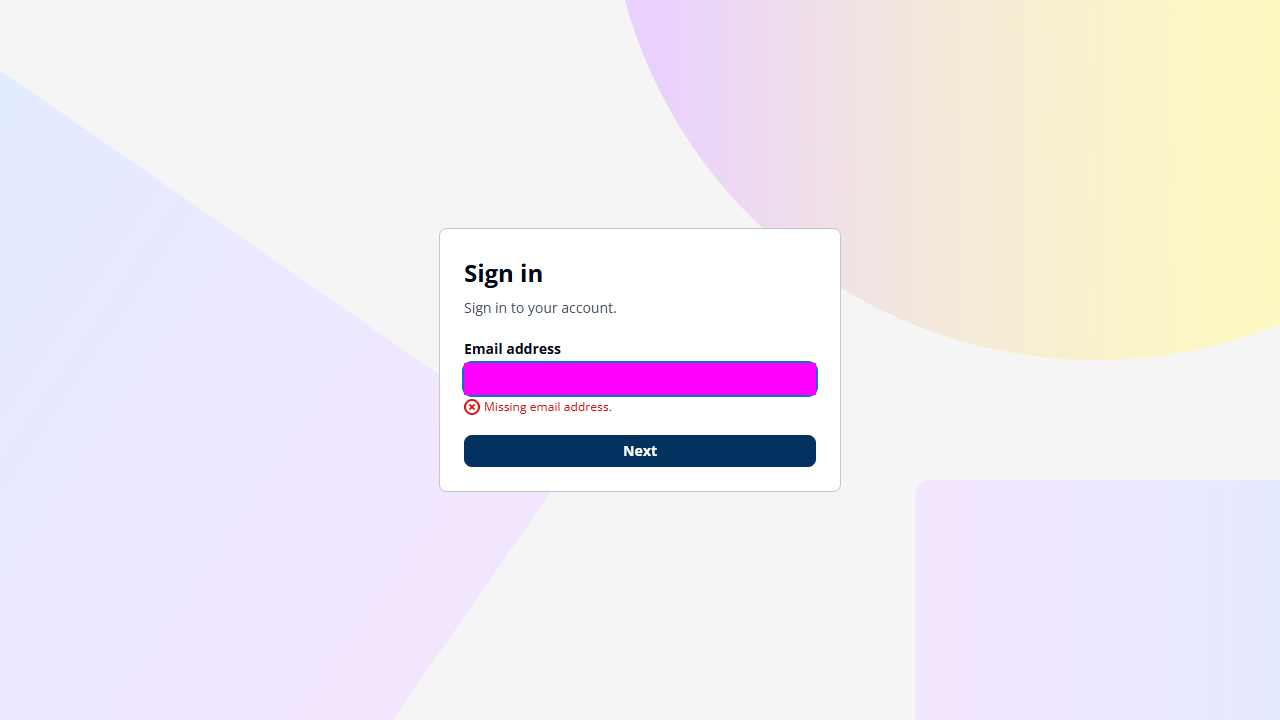 Sign in
Sign in to your account.
Email address
Missing email address.
Next